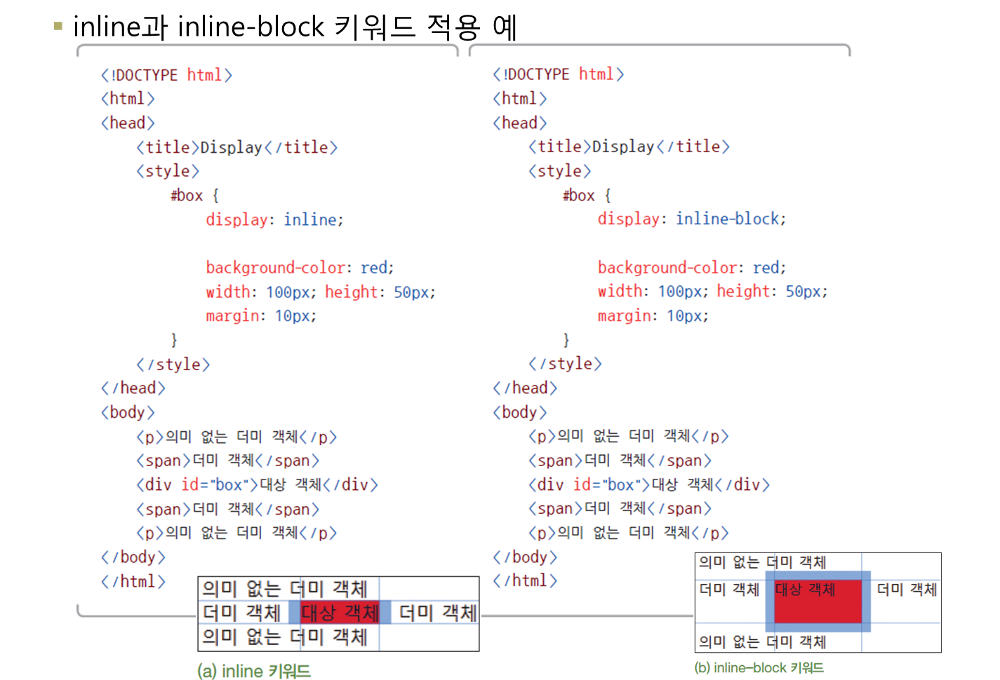 inline과 inline-block 키워드 적용 예
<!DOCTYPE html>
<html>
<head>
<title>Display</title>
<style>
#box {
display: inline;
background-color: red;
width: 100px; height: 50px;
margin: 10px;
}
</style>
</head>
<body>
<p>의미 없는 더미 객체</p>
<span>더미 객체</span>
<div id="box">대상 객체</div>
<span>더미 객체</span>
<p>의미 없는 더미 객체</p>
</body>
</html>
의미 없는 더미 객체
더미 객체 대상 객체 더미 객체
의미 없는 더미 객체
(a) inline 키워드
<!DOCTYPE html>
<html>
<head>
<title>Display</title>
<style>
#box {
display: inline-block;
background-color: red;
width: 100px; height: 50px;
margin: 10px;
}
</style>
</head>
<body>
<p>의미 없는 더미 객체</p>
<span>더미 객체</span>
<div id="box">대상 객체</div>
<span>더미 객체</span>
<p>의미 없는 더미 객체</p>
</body>
</html>
의미 없는 더미 객체
더미 객체 대상 객체 더미 객체
의미 없는 더미 객체
(b) inline-block 키워드